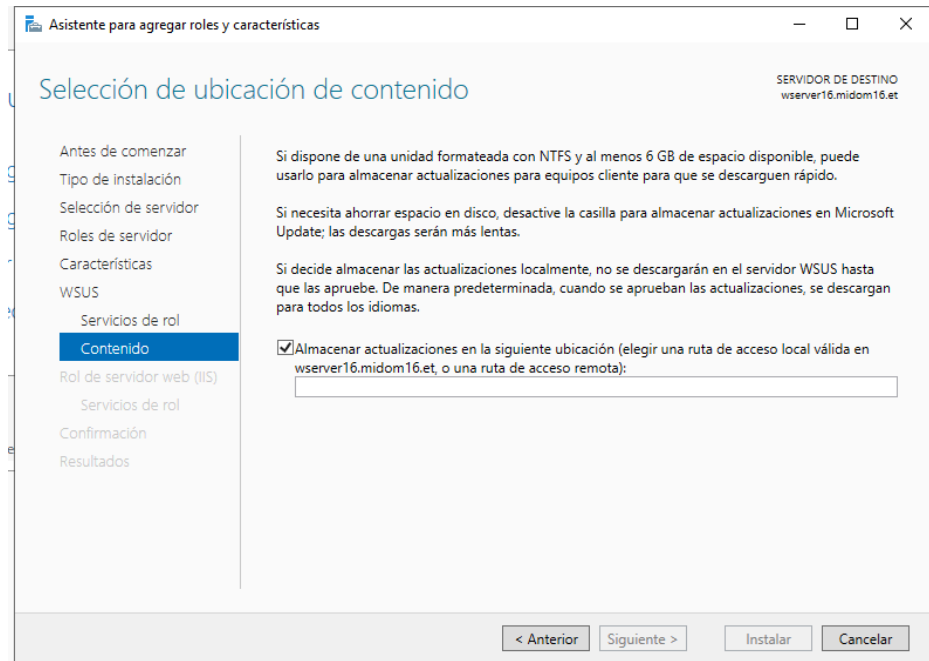 Asistente para agregar roles y características
Selección de ubicación de contenido
SERVIDOR DE DESTINO
wserver16.midom16.et
Antes de comenzar
Tipo de instalación
Selección de servidor
Roles de servidor
Características
WSUS
Servicios de rol
Contenido
Rol de servidor web (IIS)
Servicios de rol
Confirmación
Resultados
Si dispone de una unidad formateada con NTFS y al menos 6 GB de espacio disponible, puede
usarlo para almacenar actualizaciones para equipos cliente para que se descarguen rápido.
Si necesita ahorrar espacio en disco, desactive la casilla para almacenar actualizaciones en Microsoft
Update; las descargas serán más lentas.
Si decide almacenar las actualizaciones localmente, no se descargarán en el servidor WSUS hasta
que las apruebe. De manera predeterminada, cuando se aprueban las actualizaciones, se descargan
para todos los idiomas.
Almacenar actualizaciones en la siguiente ubicación (elegir una ruta de acceso local válida en
wserver16.midom16.et, o una ruta de acceso remota):
< Anterior
Siguiente >
Instalar
Cancelar